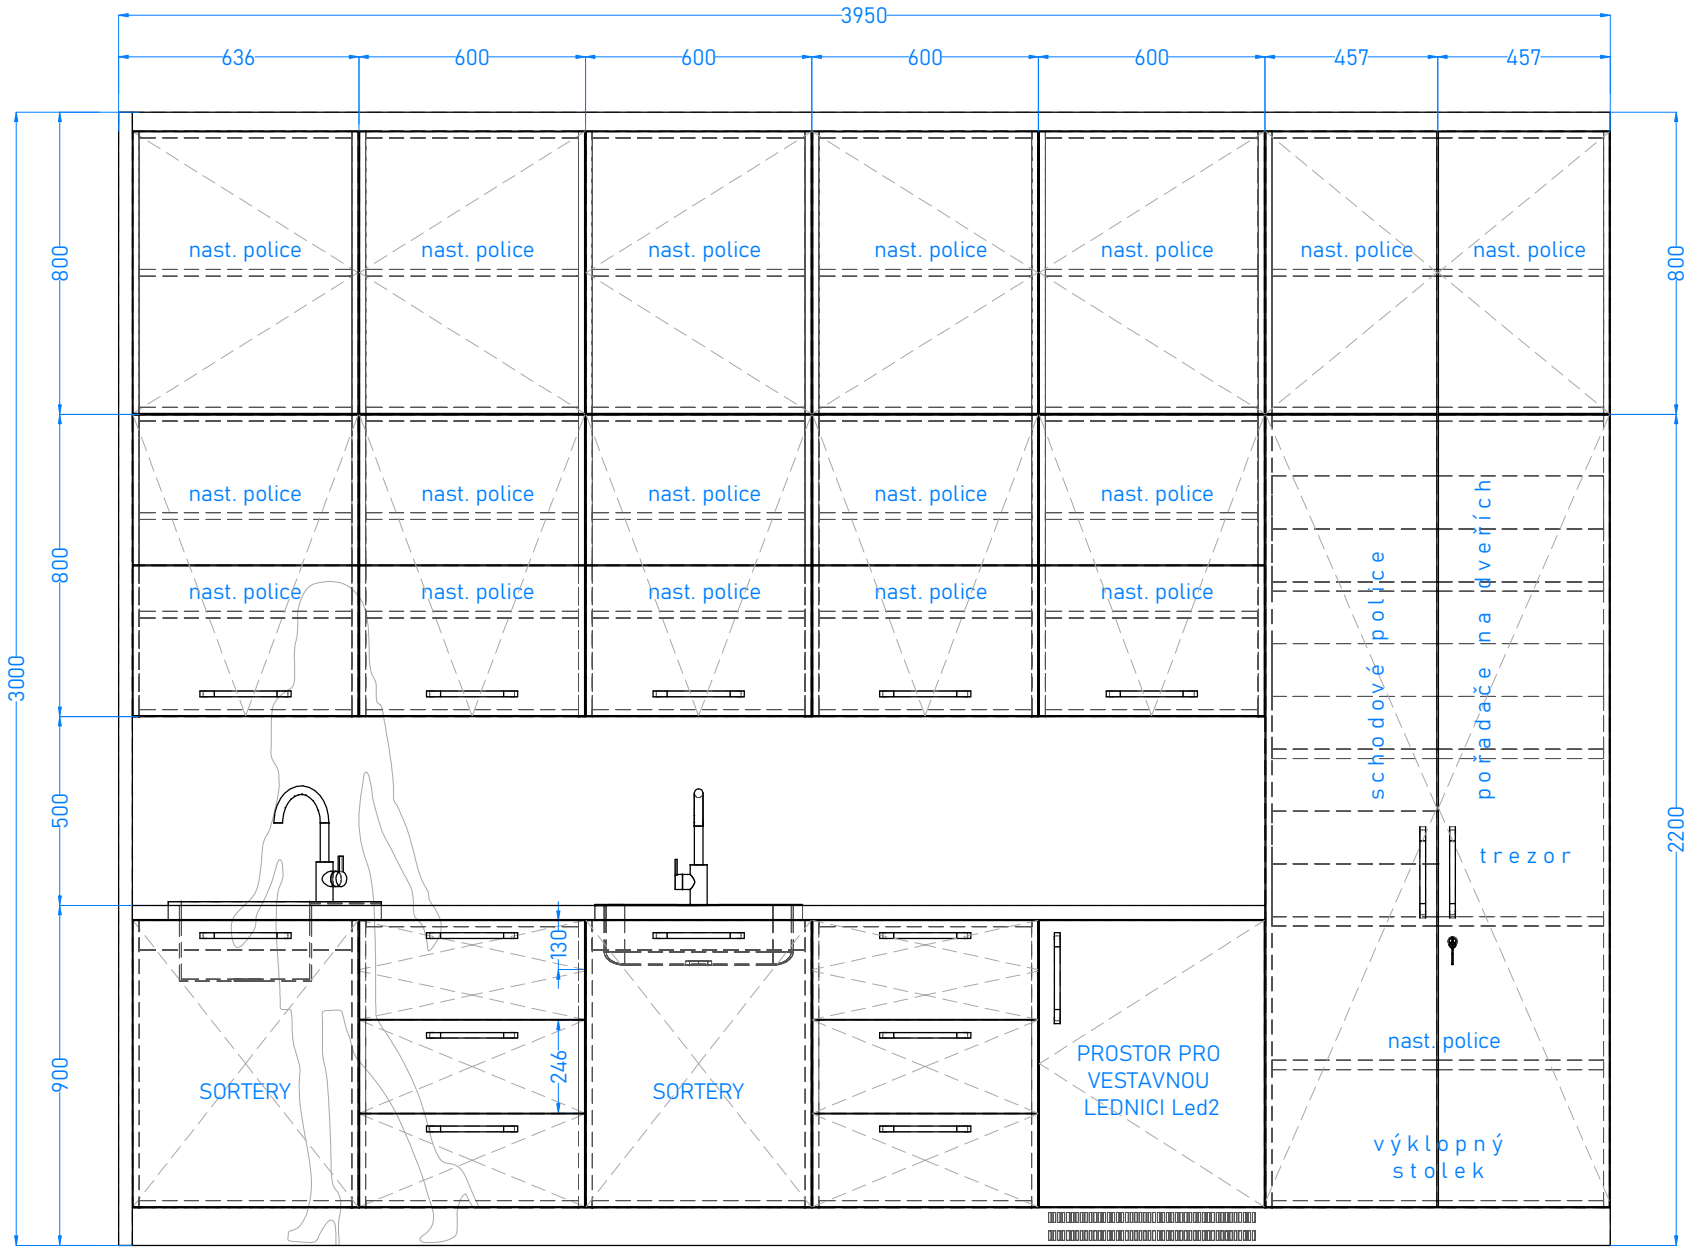 3950
636 600 600 600 600 457 457
800 800
nast. police nast. police nast. police nast. police nast. police nast. police nast. police
800
nast. police nast. police nast. police nast. police nast. police
nast. police nast. police nast. police nast. police nast. police
schodové police
pořadače na dveřích
3000
500
2200
trezor
900
130
246
SORTERY
SORTERY
PROSTOR PRO
VESTAVNOU
LEDNICI Led2
nast. police
výklopný
stolek